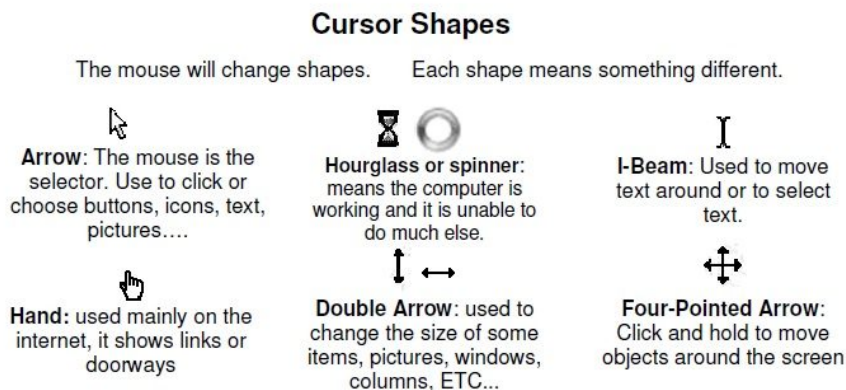 Cursor Shapes
The mouse will change shapes. Each shape means something different.
Arrow: The mouse is the
selector. Use to click or
choose buttons, icons, text,
pictures….
Hourglass or spinner:
means the computer is
working and it is unable to
do much else.
I-Beam: Used to move
text around or to select
text.
Hand: used mainly on the
internet, it shows links or
doorways
Double Arrow: used to
change the size of some
items, pictures, windows,
columns, ETC...
Four-Pointed Arrow:
Click and hold to move
objects around the screen